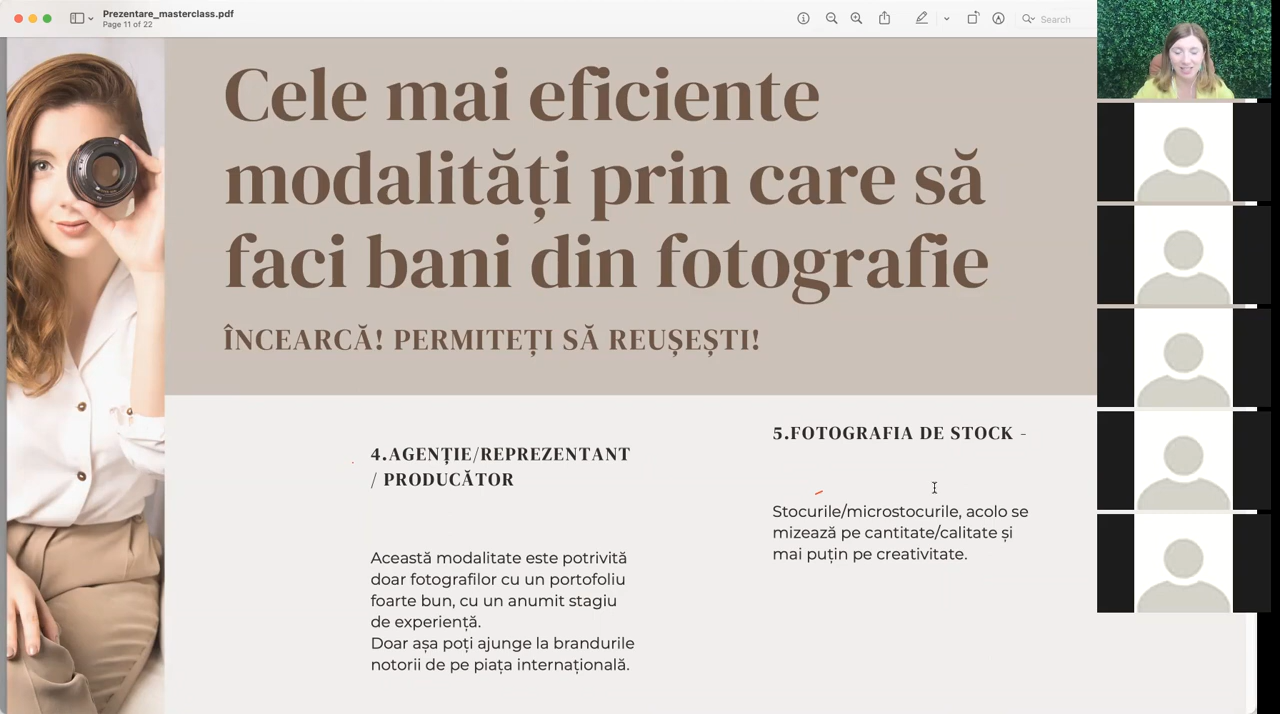 Prezentare_masterclass.pdf
Page 11 of 22
Search
Cele mai eficiente
modalități prin care să
faci bani din fotografie
ÎNCEARCĂ! PERMITEȚI SĂ REUȘEȘTI!
4.AGENȚIE/REPREZENTANT
/ PRODUCĂTOR
Această modalitate este potrivită
doar fotografilor cu un portofoliu
foarte bun, cu un anumit stagiu
de experiență.
Doar așa poți ajunge la brandurile
notorii de pe piața internațională.
5.FOTOGRAFIA DE STOCK -
Stocurile/microstocurile, acolo se
mizează pe cantitate/calitate și
mai puțin pe creativitate.